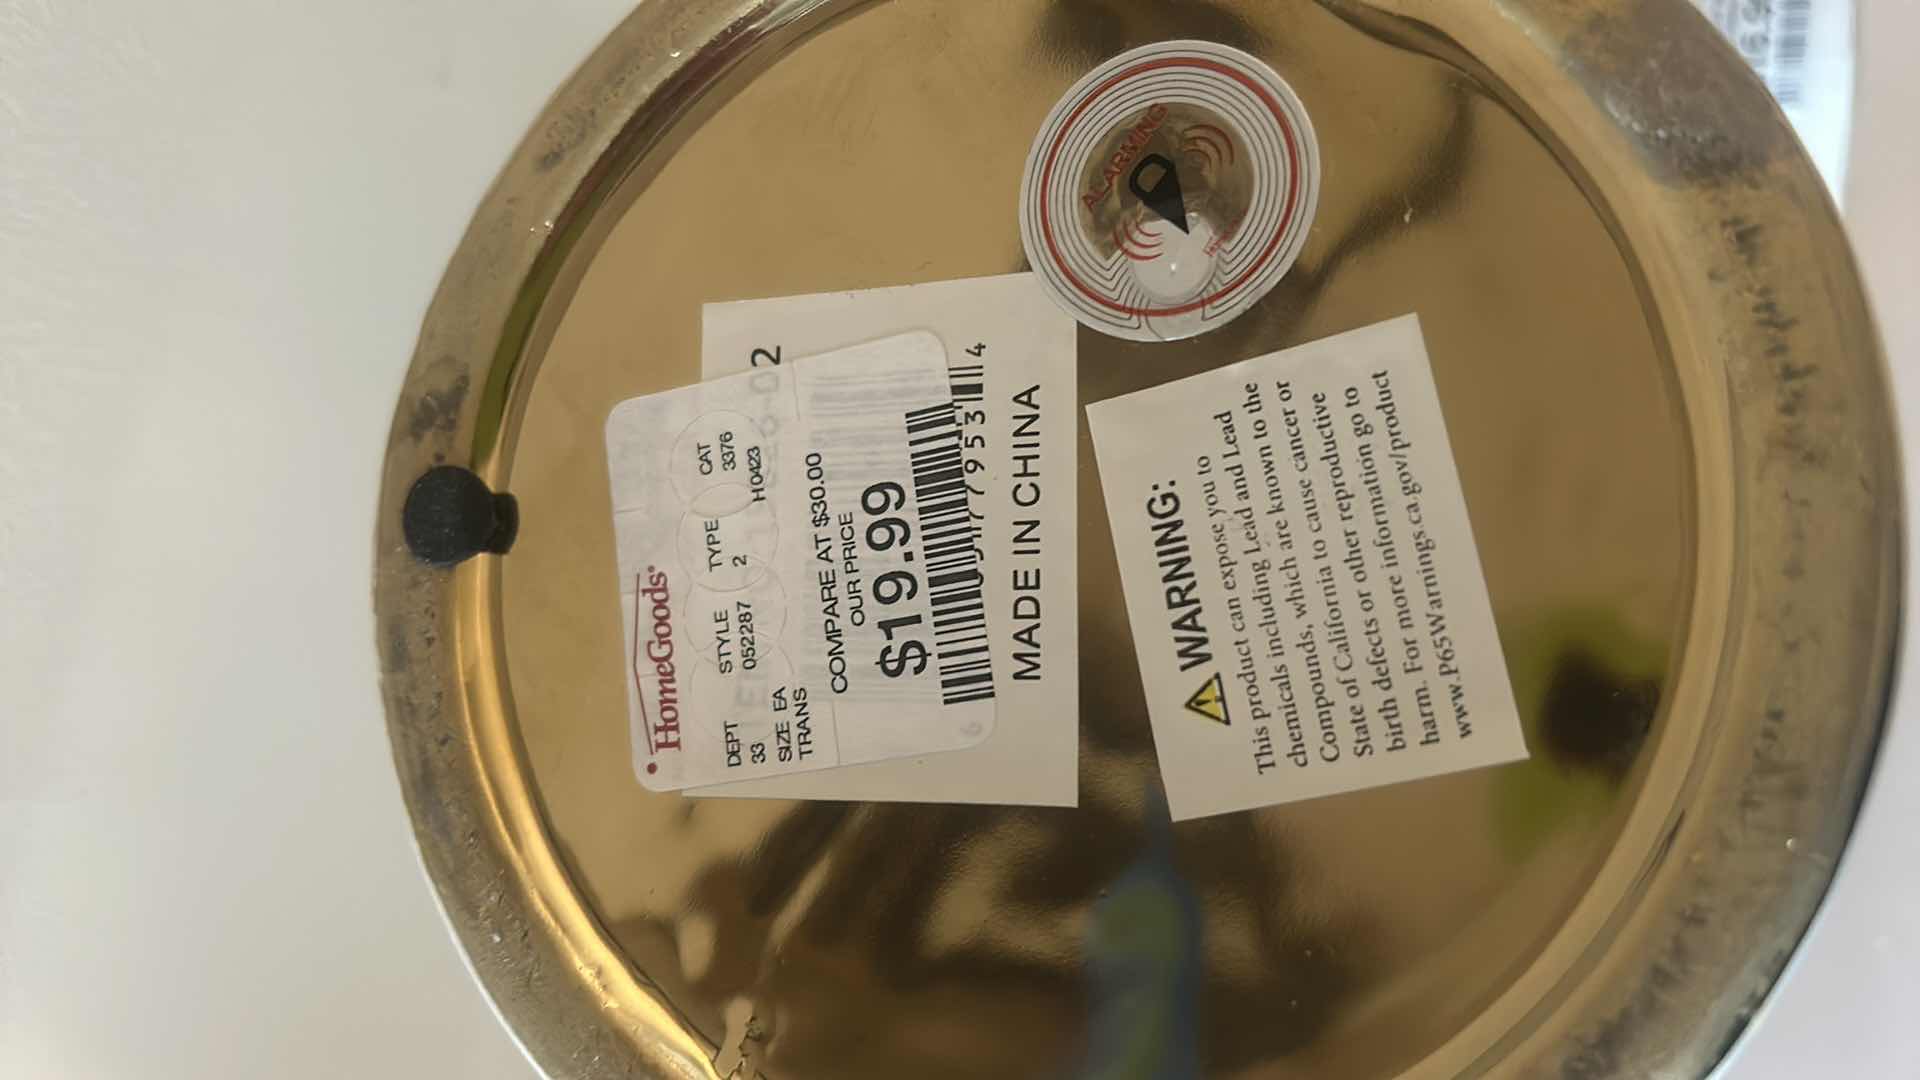 HomeGoods
DEPT STYLE TYPE CAT
33 052287 2 3376
SIZE EA H0423
TRANS
COMPARE AT $30.00
OUR PRICE
$19.99
2
77953 4
MADE IN CHINA
6
ALARMING
WARNING:
This product can expose you to
chemicals including Lead and Lead
Compounds, which are known to the
State of California to cause cancer or
birth defects or other reproductive
harm. For more information go to
www.P65Warnings.ca.gov/product